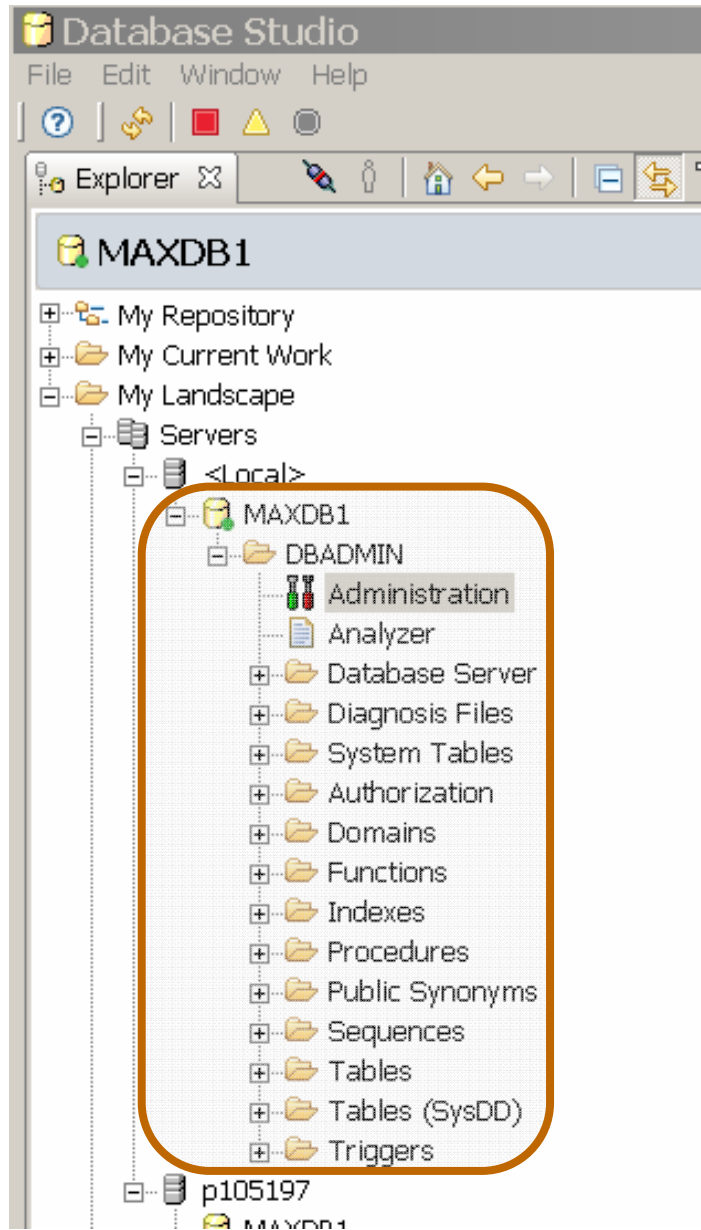 Database Studio
File Edit Window Help
Explorer
MAXDB1
My Repository
My Current Work
My Landscape
Servers
<Local>
MAXDB1
DBADMIN
Administration
Analyzer
Database Server
Diagnosis Files
System Tables
Authorization
Domains
Functions
Indexes
Procedures
Public Synonyms
Sequences
Tables
Tables (SysDD)
Triggers
p105197
MAXDB1